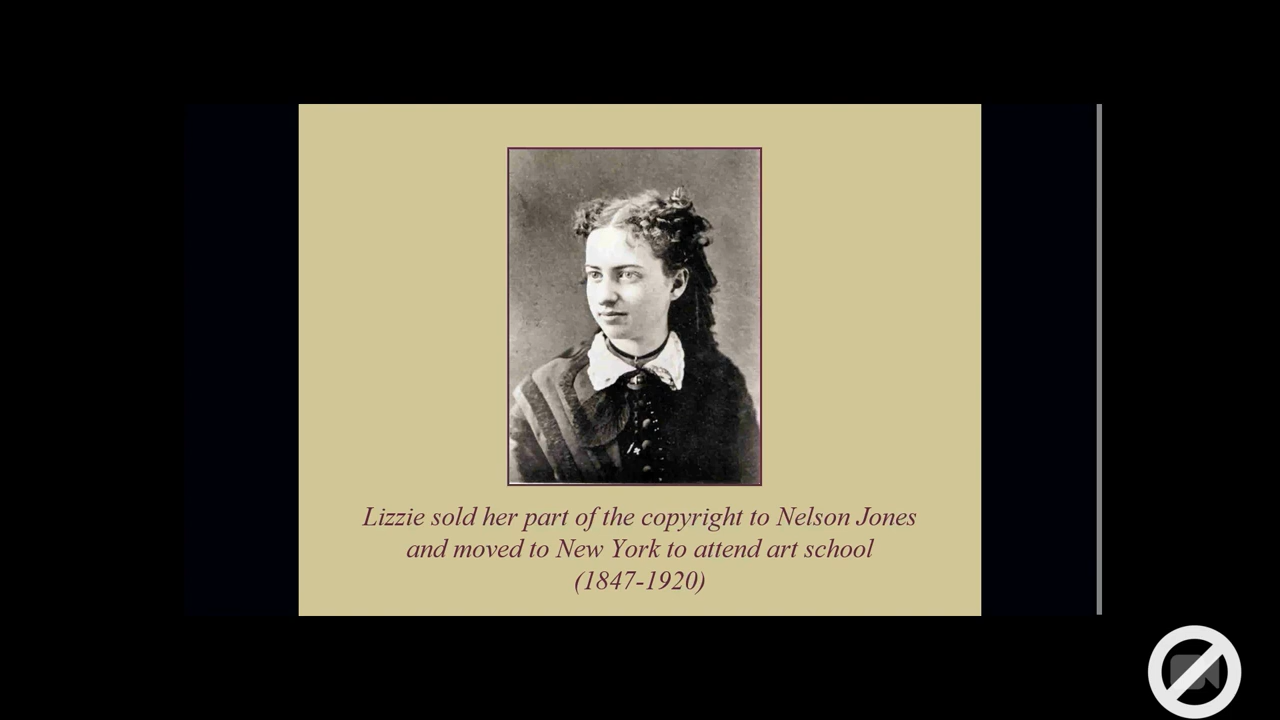 Lizzie sold her part of the copyright to Nelson Jones
and moved to New York to attend art school
(1847-1920)